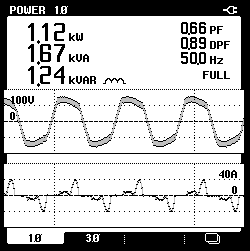 POWER 1Ø
1.12 kW
1.67 kVA
1.24 kVAR
0.66 PF
0.89 DPF
50.0 Hz
FULL
100V
0
40A
0
1Ø 3Ø